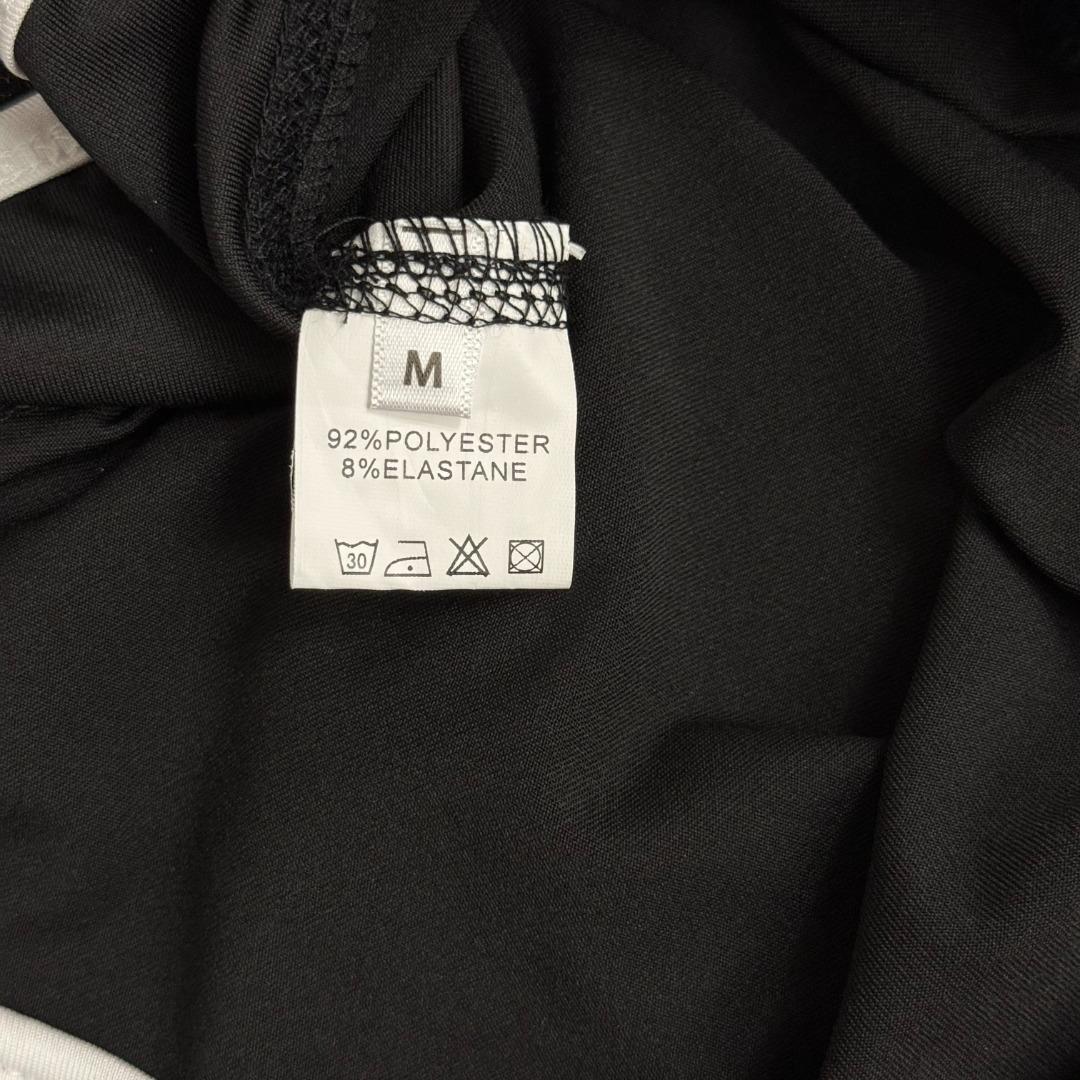 M
92%POLYESTER
8%ELASTANE
30